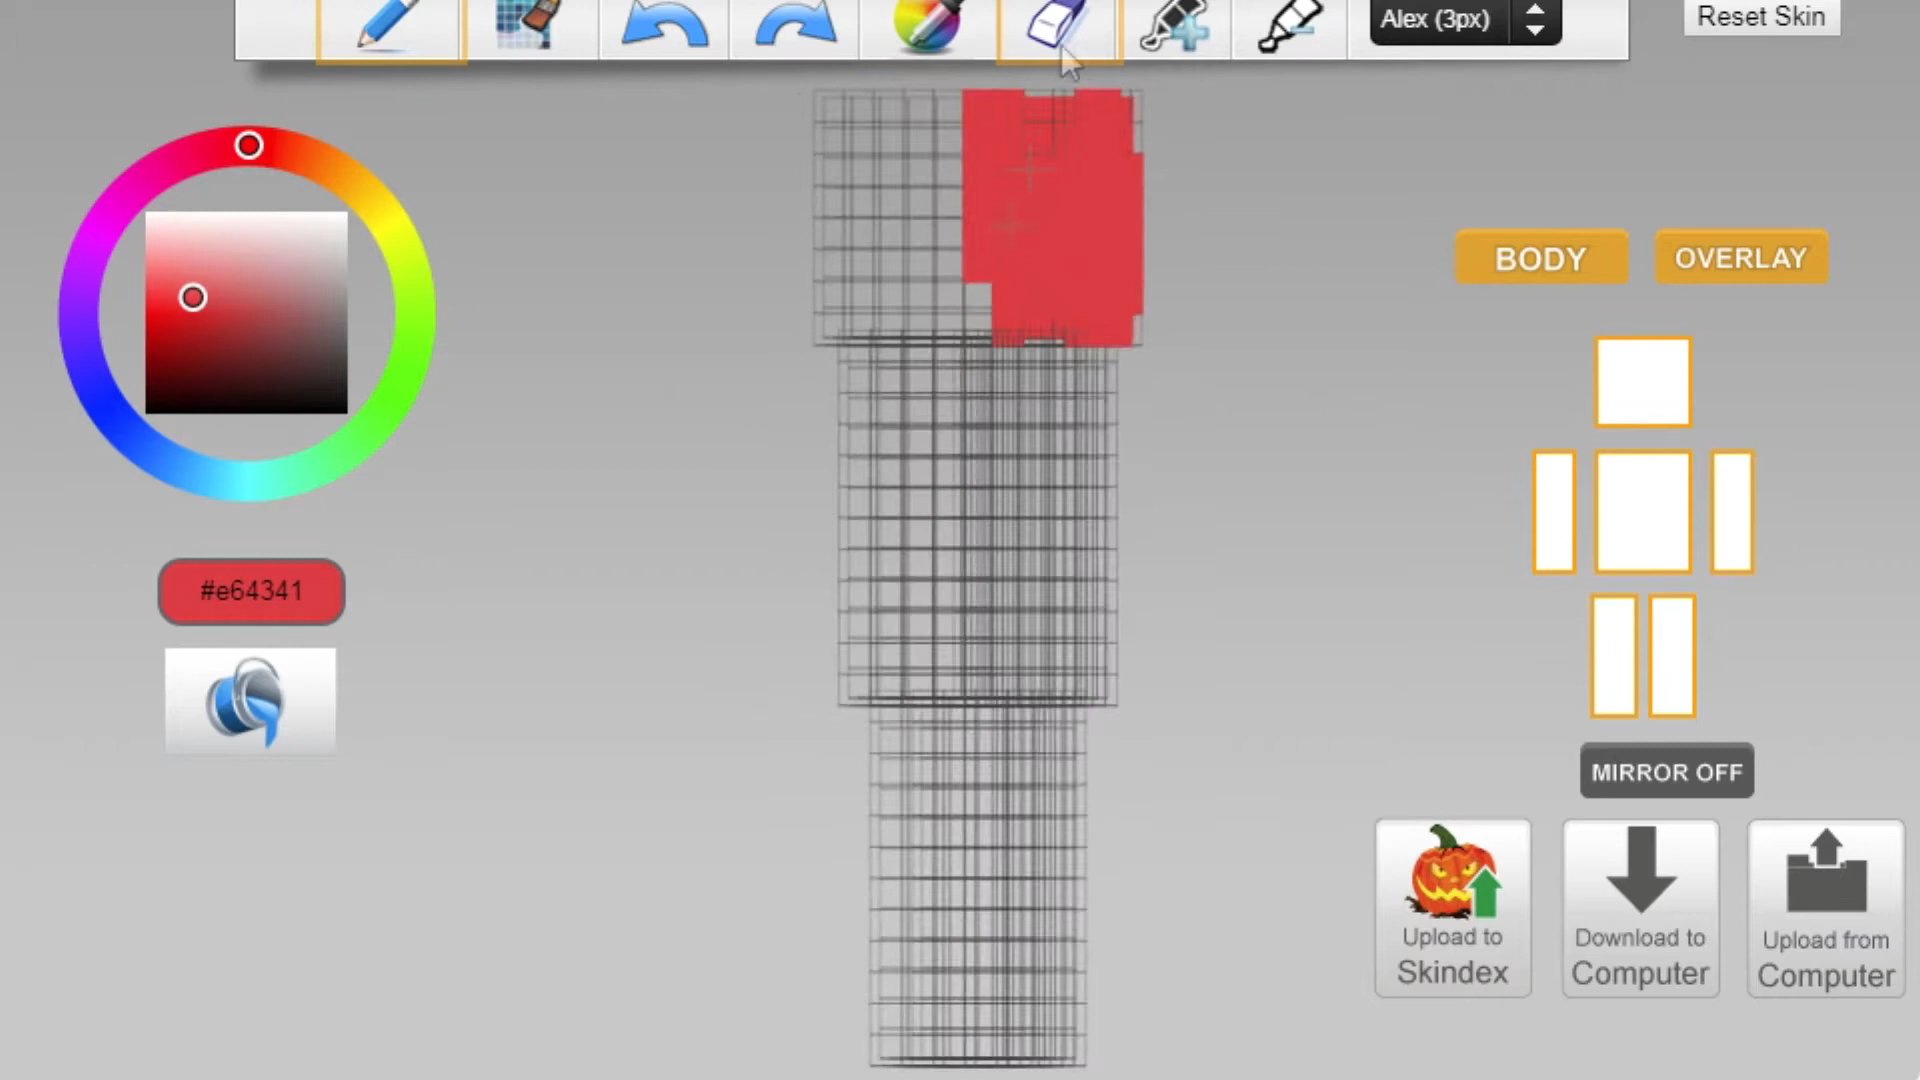 Alex (3px)
Reset Skin
BODY
OVERLAY
#e64341
MIRROR OFF
Upload to
Skindex
Download to
Computer
Upload from
Computer